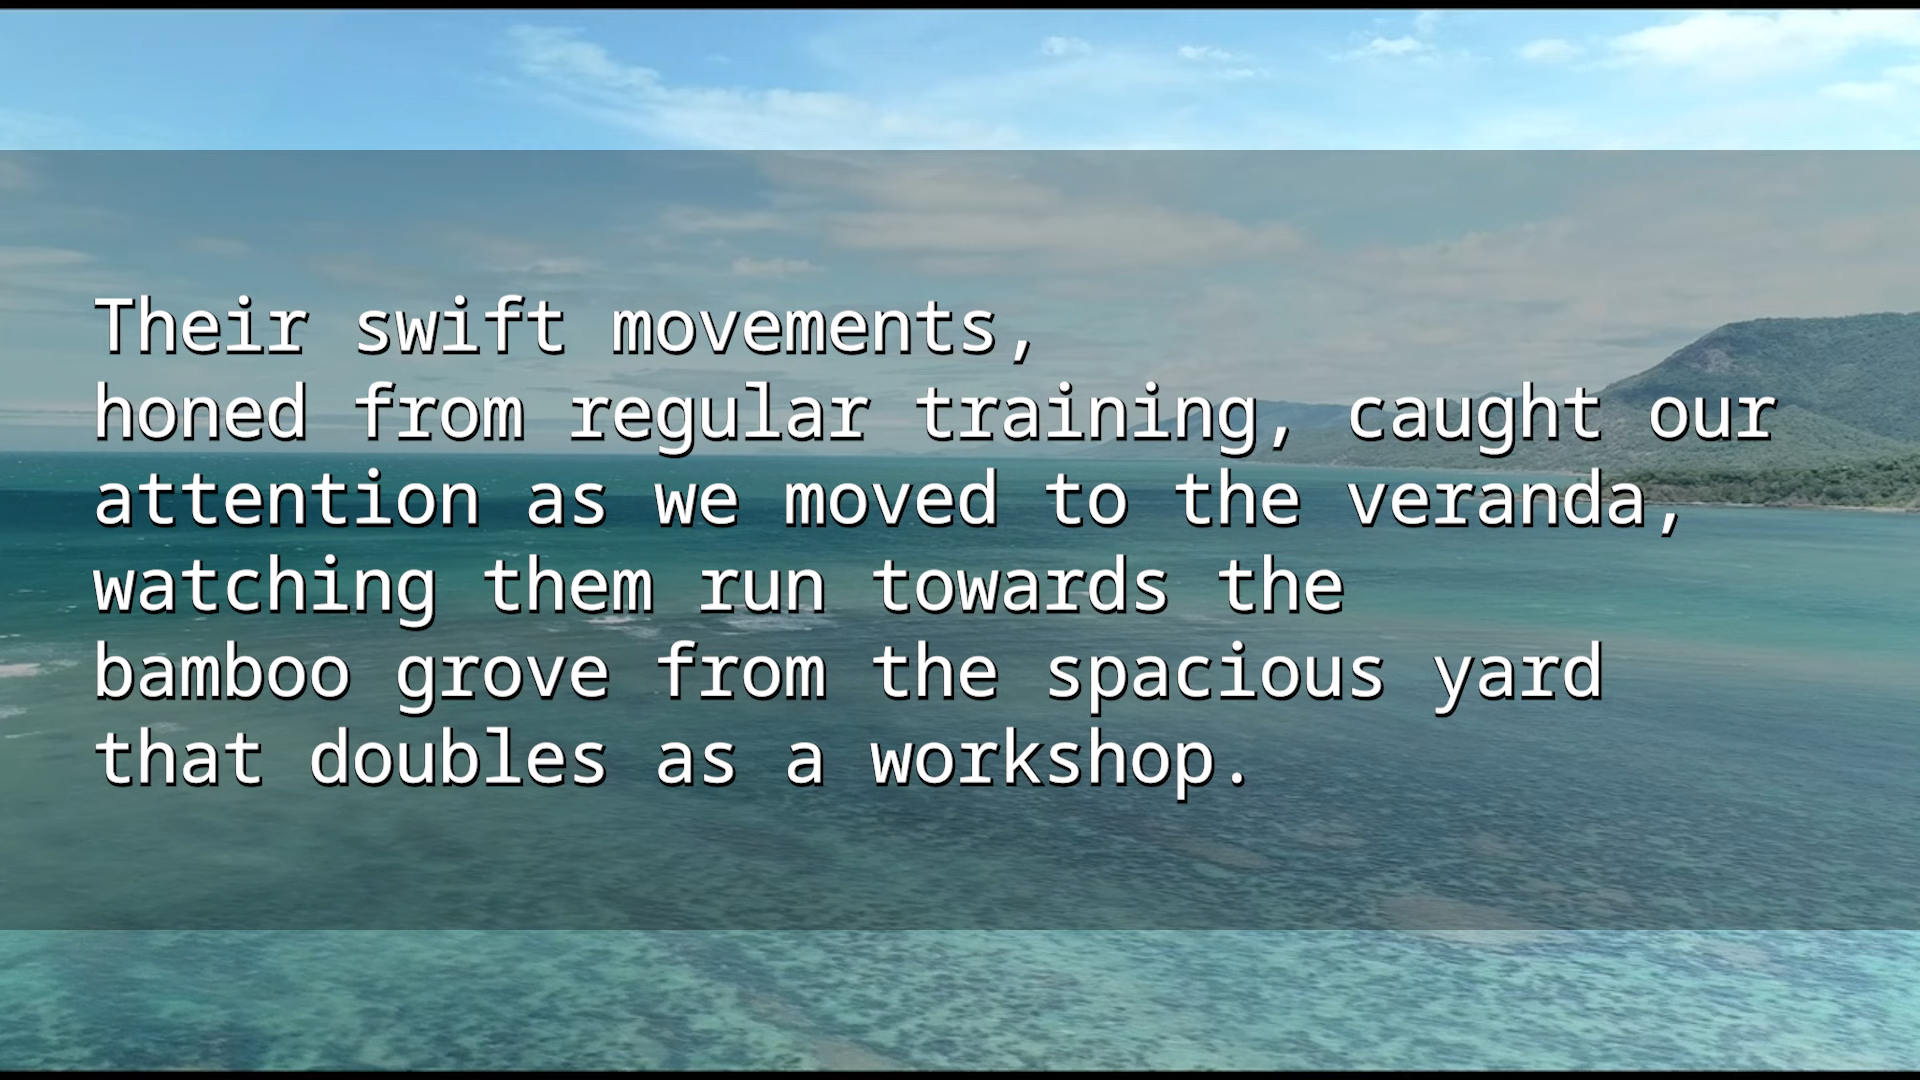 Their swift movements,
honed from regular training, caught our
attention as we moved to the veranda,
watching them run towards the
bamboo grove from the spacious yard
that doubles as a workshop.